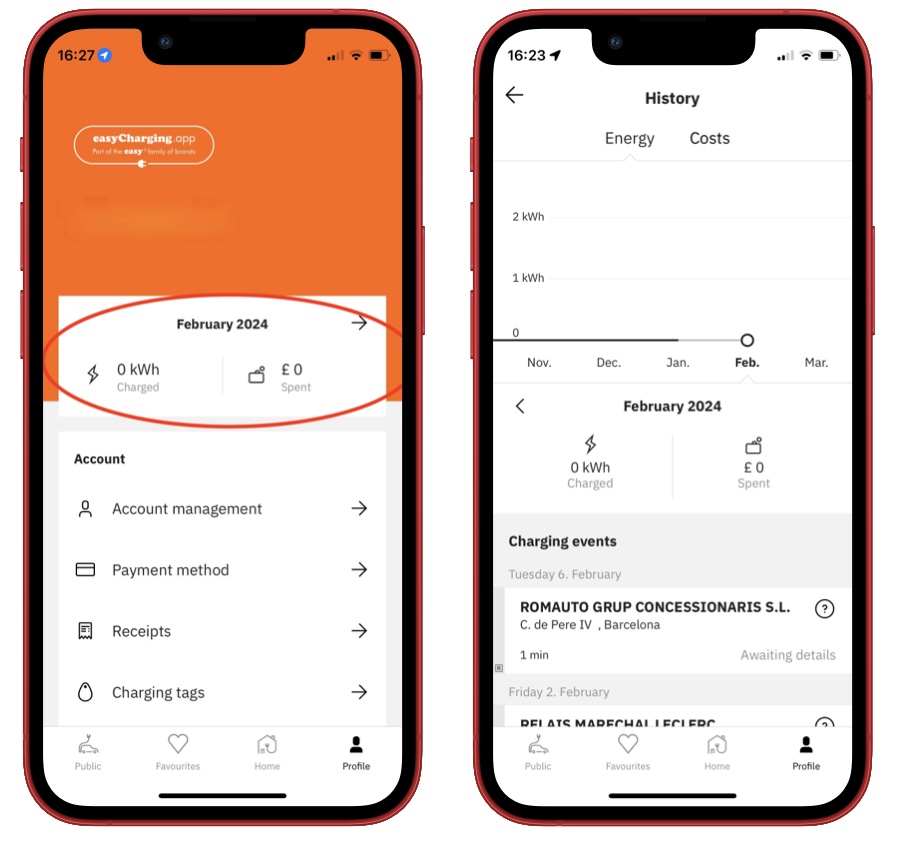 16:27
easyCharging.app
Part of the easy® family of brands
February 2024
0 kWh
Charged
£ 0
Spent
Account
Account management
Payment method
Receipts
Charging tags
Public
Favourites
Home
Profile
16:23
History
Energy
Costs
2 kWh
1 kWh
0
Nov.
Dec.
Jan.
Feb.
Mar.
February 2024
0 kWh
Charged
£ 0
Spent
Charging events
Tuesday 6. February
ROMAUTO GRUP CONCESSIONARIS S.L.
C. de Pere IV , Barcelona
1 min
Awaiting details
Friday 2. February
RELAIS MARECHAL LECLERC
Public
Favourites
Home
Profile